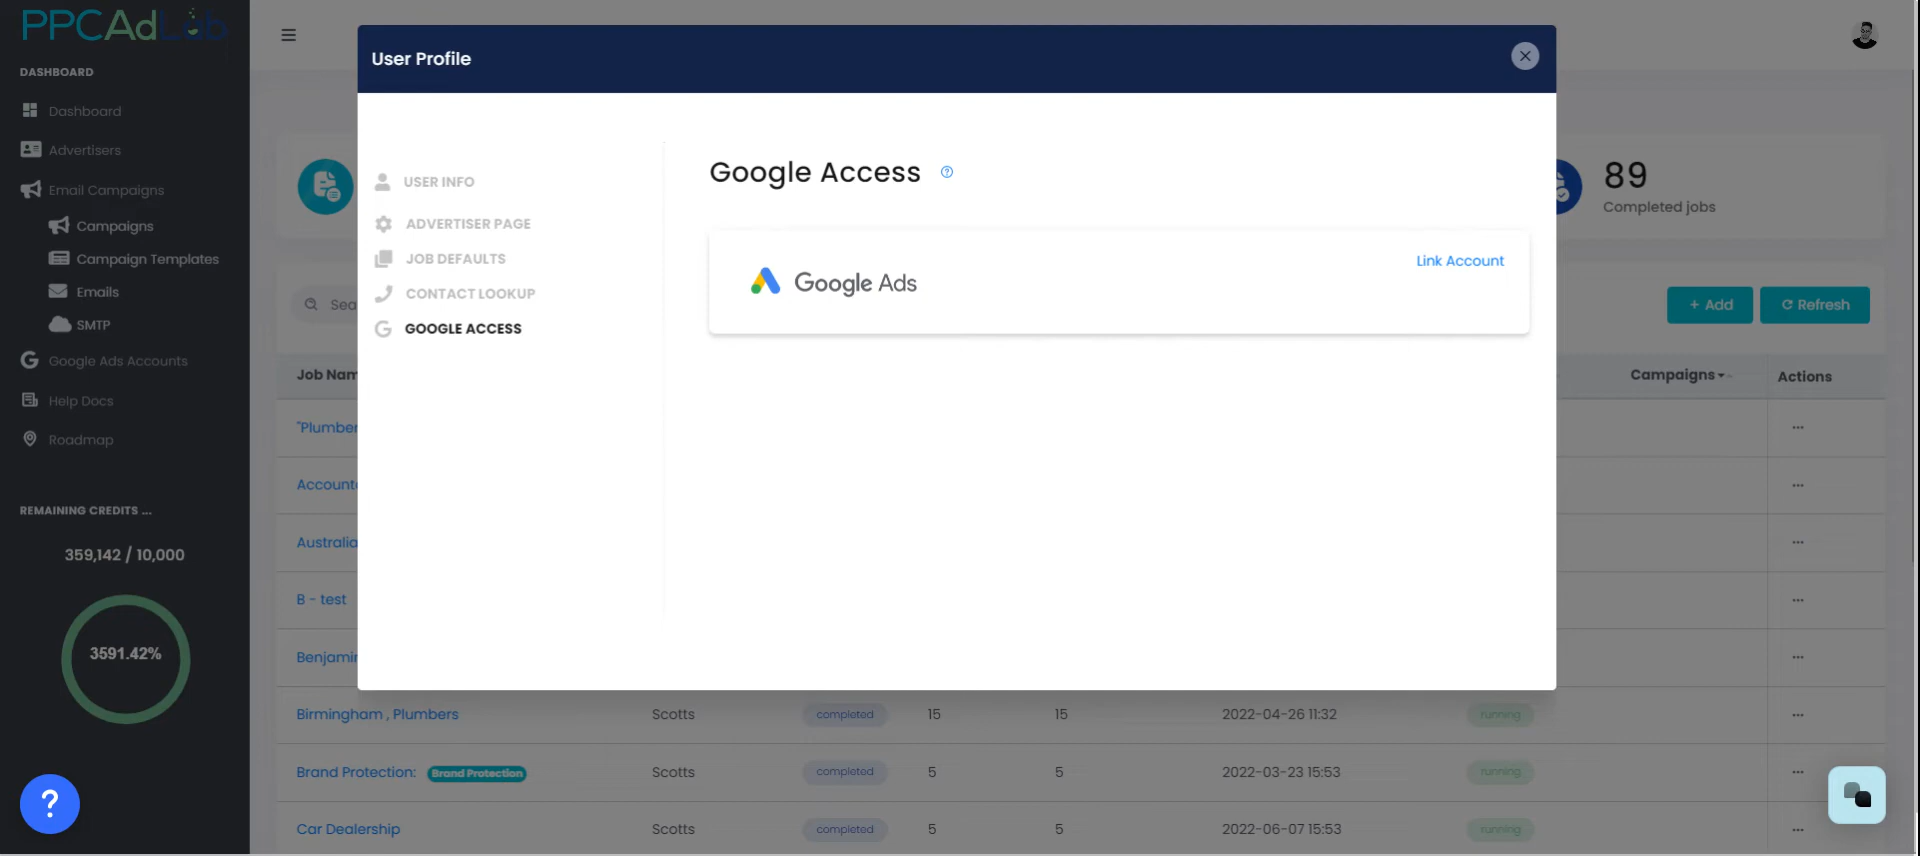 PPCAdLab
DASHBOARD
Dashboard
Advertisers
Email Campaigns
Campaigns
Campaign Templates
Emails
SMTP
Google Ads Accounts
Help Docs
Roadmap
REMAINING CREDITS ...
359,142 / 10,000
3591.42%
?
User Profile
USER INFO
ADVERTISER PAGE
JOB DEFAULTS
CONTACT LOOKUP
GOOGLE ACCESS
Google Access ?
Google Ads
Link Account
89
Completed jobs
Sea
+ Add Refresh
Job Nam Campaigns Actions
"Plumber ...
Accounta ...
Australia ...
B - test ...
Benjamin ...
Birmingham , Plumbers Scotts completed 15 15 2022-04-26 11:32 running ...
Brand Protection: Brand Protection Scotts completed 5 5 2022-03-23 15:53 running ...
Car Dealership Scotts completed 5 5 2022-06-07 15:53 running ...